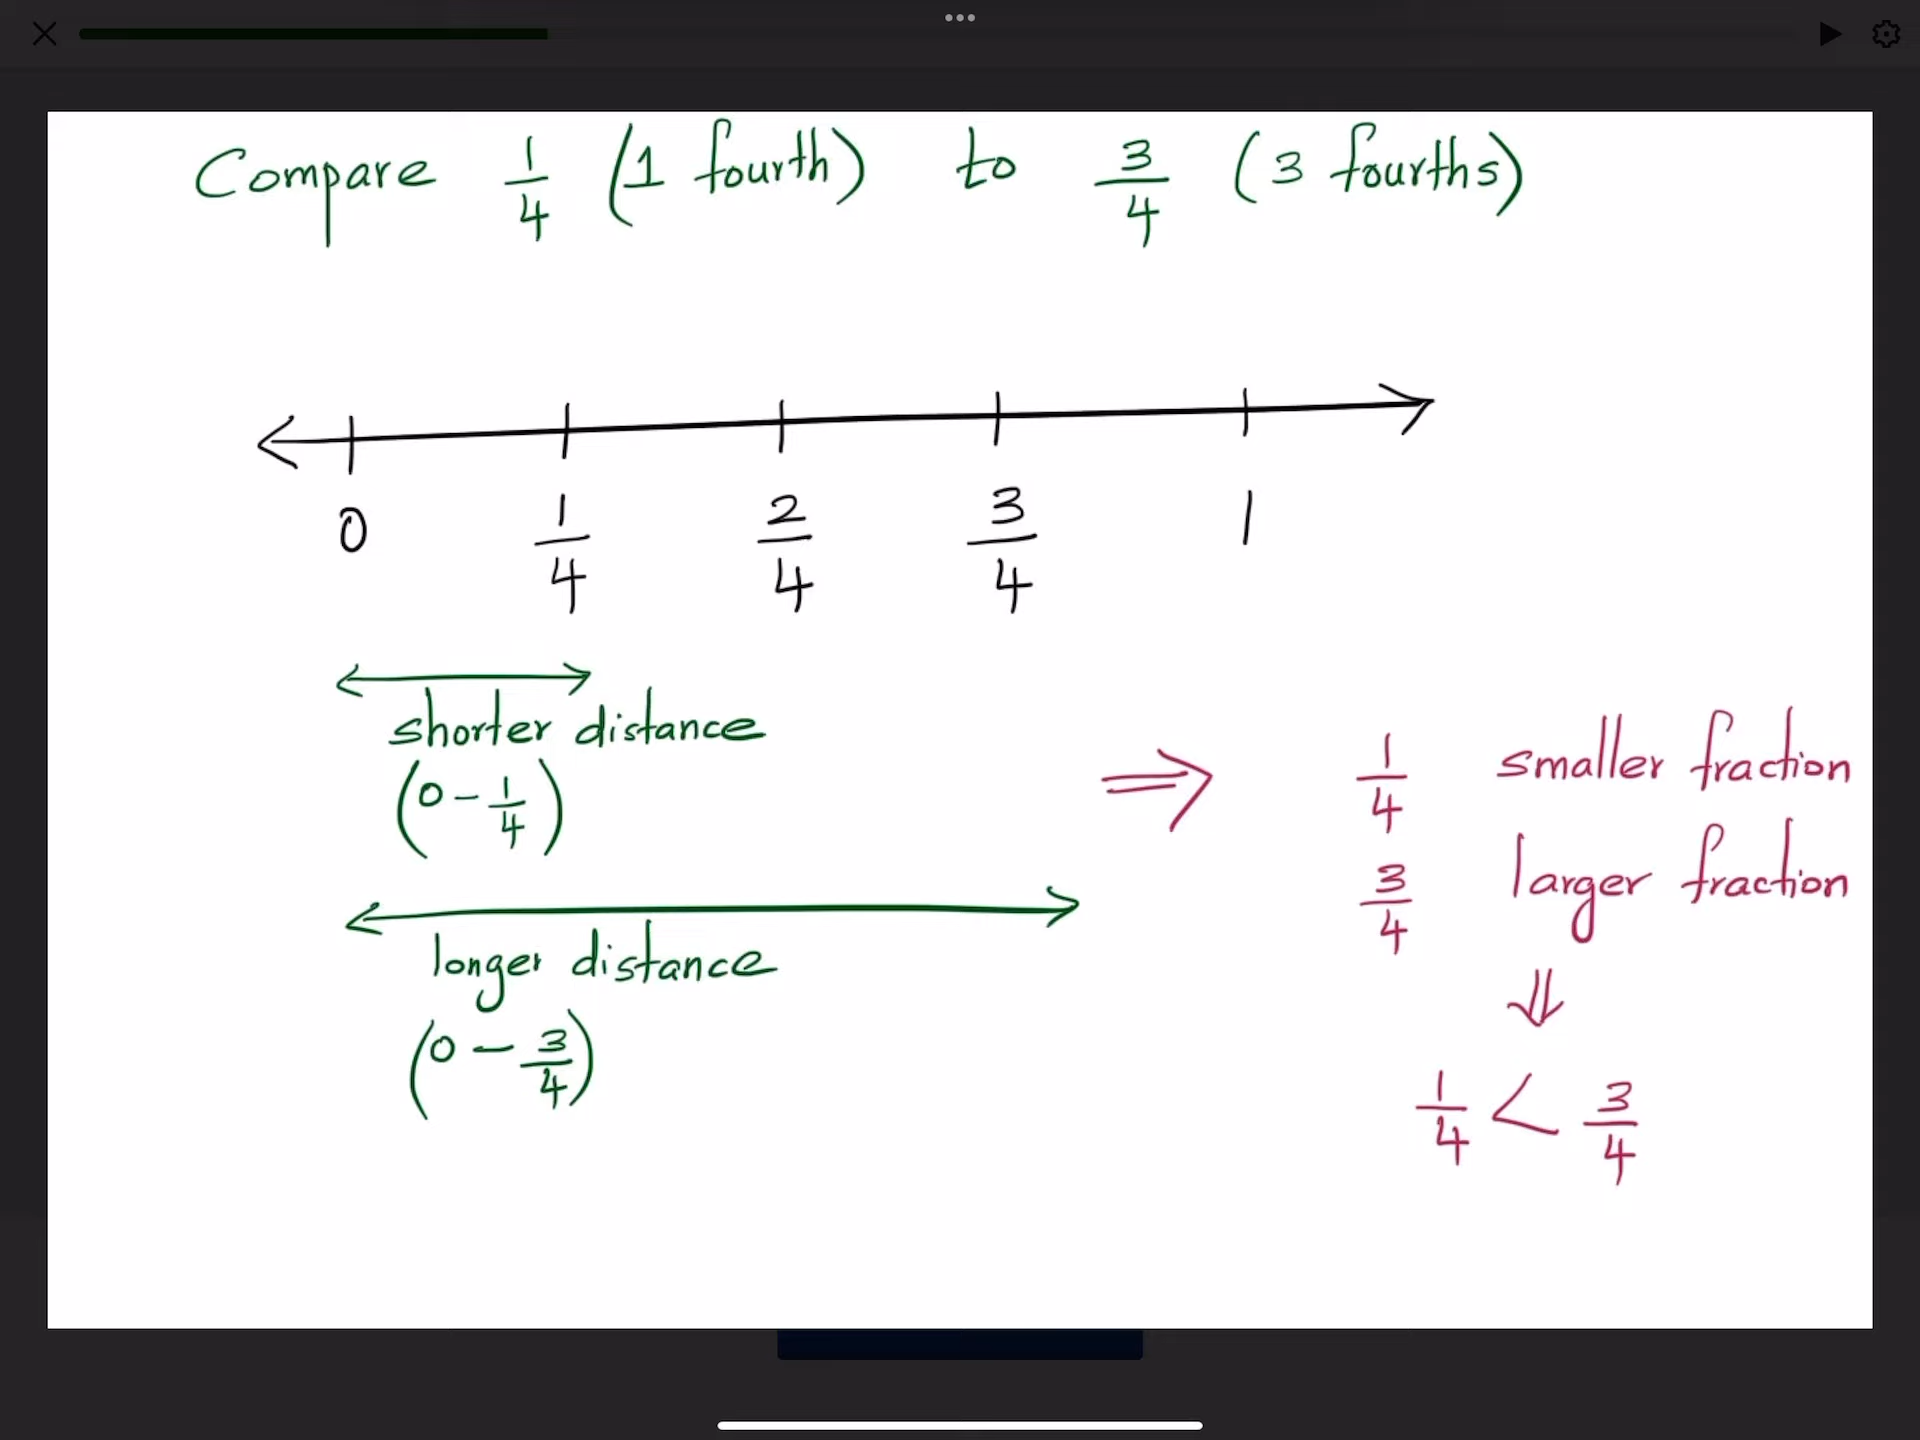 Compare 1/4 (1 fourth) to 3/4 (3 fourths)
0 1/4 2/4 3/4 1
shorter distance
(0 - 1/4)
longer distance
(0 - 3/4)
⇒ 1/4 smaller fraction
3/4 larger fraction
⇓
1/4 < 3/4